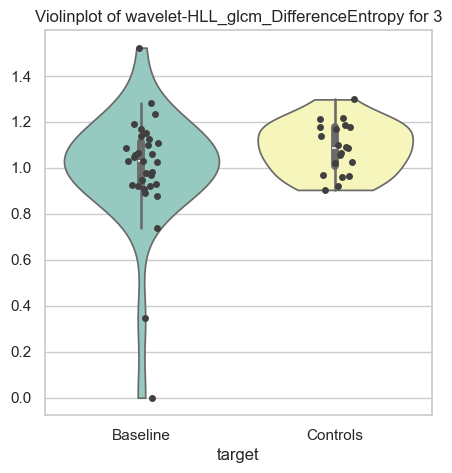 Violinplot of wavelet-HLL_glcm_DifferenceEntropy for 3
1.4
1.2
1.0
0.8
0.6
0.4
0.2
0.0
Baseline Controls
target